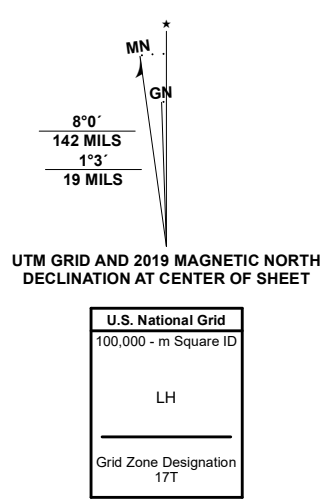 ★
MN
GN
8°0´
142 MILS
1°3´
19 MILS
UTM GRID AND 2019 MAGNETIC NORTH
DECLINATION AT CENTER OF SHEET
U.S. National Grid
100,000 - m Square ID
LH
Grid Zone Designation
17T